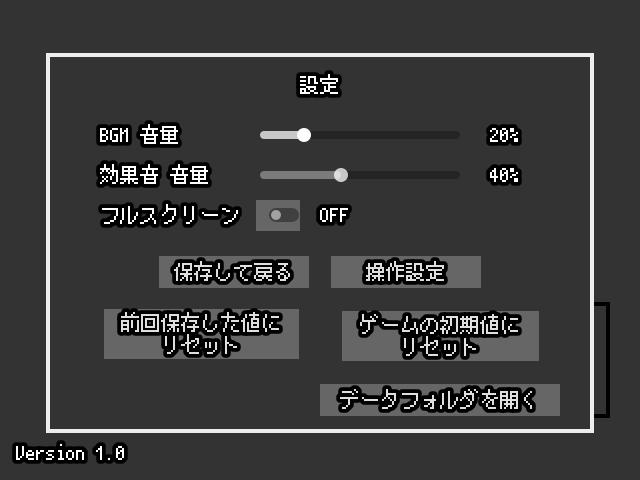 設定
BGM 音量 20%
効果音 音量 40%
フルスクリーン OFF
保存して戻る 操作設定
前回保存した値に
リセット
ゲームの初期値に
リセット
データフォルダを開く
Version 1.0